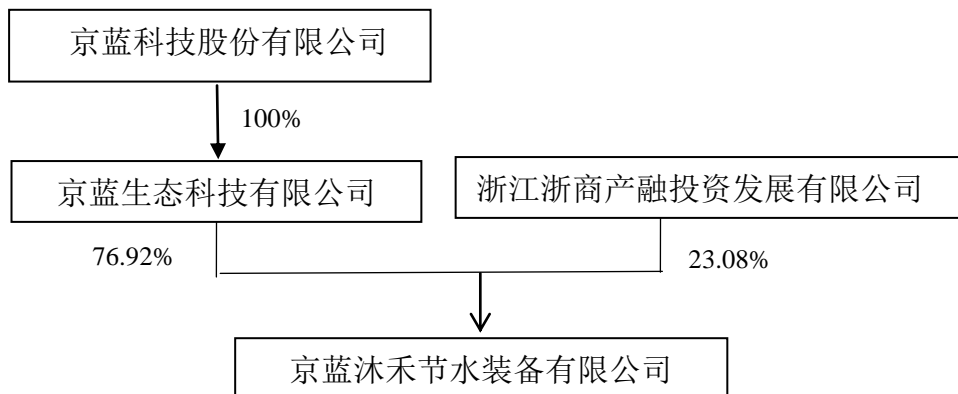 京蓝科技股份有限公司
100%
京蓝生态科技有限公司
浙江浙商产融投资发展有限公司
76.92%
23.08%
京蓝沐禾节水装备有限公司